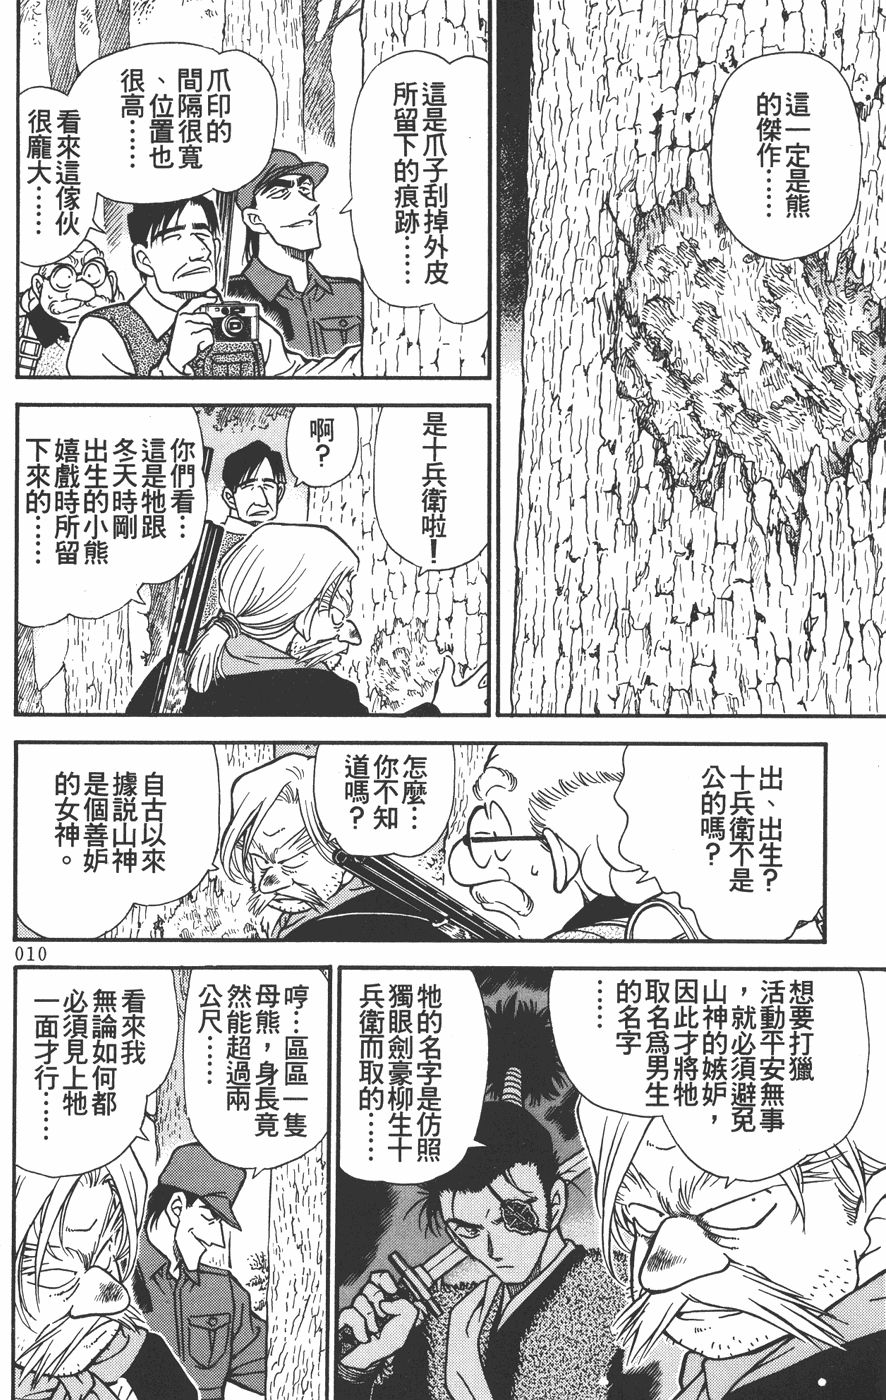 這一定是熊
的傑作……
這是爪子刮掉外皮
所留下的痕跡……
爪印的
間隔很寬
、位置也
很高……
看來這傢伙
很龐大……
是十兵衛啦！
啊？
你們看…
這是牠跟
冬天時剛
出生的小熊
嬉戲時所留
下來的……
出、出生？
十兵衛不是
公的嗎？
怎麼…
你不知
道嗎？
自古以來
據說山神
是個善妒
的女神。
010
想要打獵
活動平安無事
，就必須避免
山神的嫉妒，
因此才將牠
取名為男生
的名字
……
牠的名字是仿照
獨眼劍豪柳生十
兵衛而取的……
哼…區區一隻
母熊，身長竟
然能超過兩
公尺……
看來我
無論如何都
必須見上牠
一面才行……